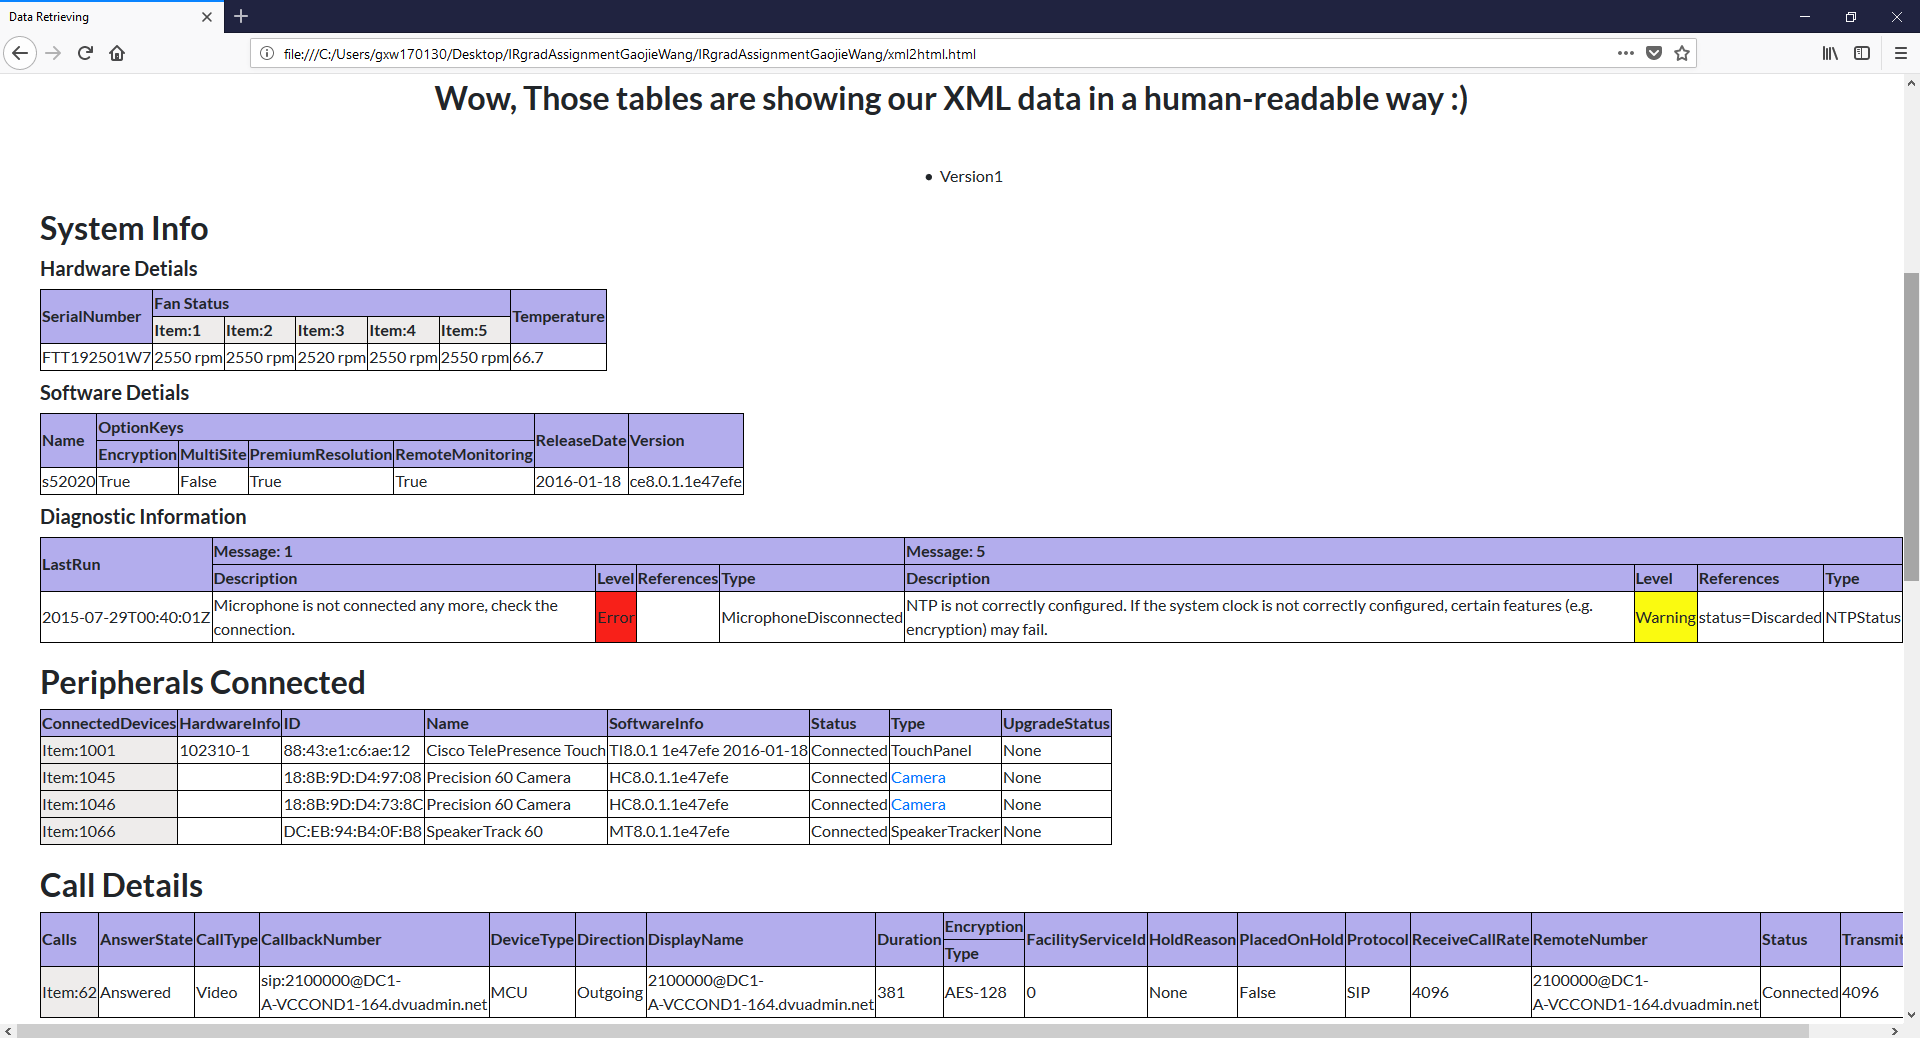 Data Retrieving
file:///C:/Users/gxw170130/Desktop/IRgradAssignmentGaojieWang/IRgradAssignmentGaojieWang/xml2html.html
Wow, Those tables are showing our XML data in a human-readable way :)
• Version1
System Info
Hardware Detials
SerialNumber Fan Status Temperature
Item:1 Item:2 Item:3 Item:4 Item:5
FTT192501W7 2550 rpm 2550 rpm 2520 rpm 2550 rpm 2550 rpm 66.7
Software Detials
Name OptionKeys ReleaseDate Version
Encryption MultiSite PremiumResolution RemoteMonitoring
s52020 True False True True 2016-01-18 ce8.0.1.1e47efe
Diagnostic Information
LastRun Message: 1 Message: 5
Description Level References Type Description Level References Type
2015-07-29T00:40:01Z Microphone is not connected any more, check the connection. Error MicrophoneDisconnected NTP is not correctly configured. If the system clock is not correctly configured, certain features (e.g. encryption) may fail. Warning status=Discarded NTPStatus
Peripherals Connected
ConnectedDevices HardwareInfo ID Name SoftwareInfo Status Type UpgradeStatus
Item:1001 102310-1 88:43:e1:c6:ae:12 Cisco TelePresence Touch TI8.0.1 1e47efe 2016-01-18 Connected TouchPanel None
Item:1045 18:8B:9D:D4:97:08 Precision 60 Camera HC8.0.1.1e47efe Connected Camera None
Item:1046 18:8B:9D:D4:73:8C Precision 60 Camera HC8.0.1.1e47efe Connected Camera None
Item:1066 DC:EB:94:B4:0F:B8 SpeakerTrack 60 MT8.0.1.1e47efe Connected SpeakerTracker None
Call Details
Calls AnswerState CallType CallbackNumber DeviceType Direction DisplayName Duration Encryption FacilityServiceId HoldReason PlacedOnHold Protocol ReceiveCallRate RemoteNumber Status Transmit
Type
Item:62 Answered Video sip:2100000@DC1-A-VCCOND1-164.dvuadmin.net MCU Outgoing 2100000@DC1-A-VCCOND1-164.dvuadmin.net 381 AES-128 0 None False SIP 4096 2100000@DC1-A-VCCOND1-164.dvuadmin.net Connected 4096